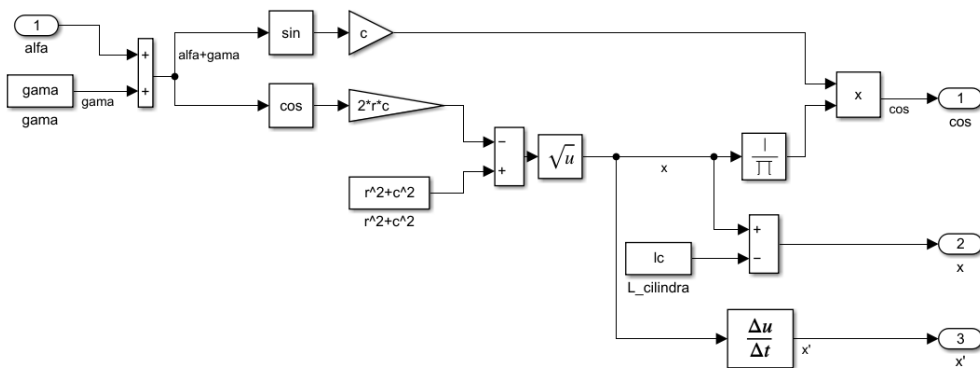 1
alfa
gama
gama
gama
+
+
alfa+gama
sin
c
cos
2*r*c
r^2+c^2
r^2+c^2
−
+
√u
x
1
∏
x
cos
1
cos
lc
L_cilindra
+
−
2
x
Δu
Δt
x'
3
x'